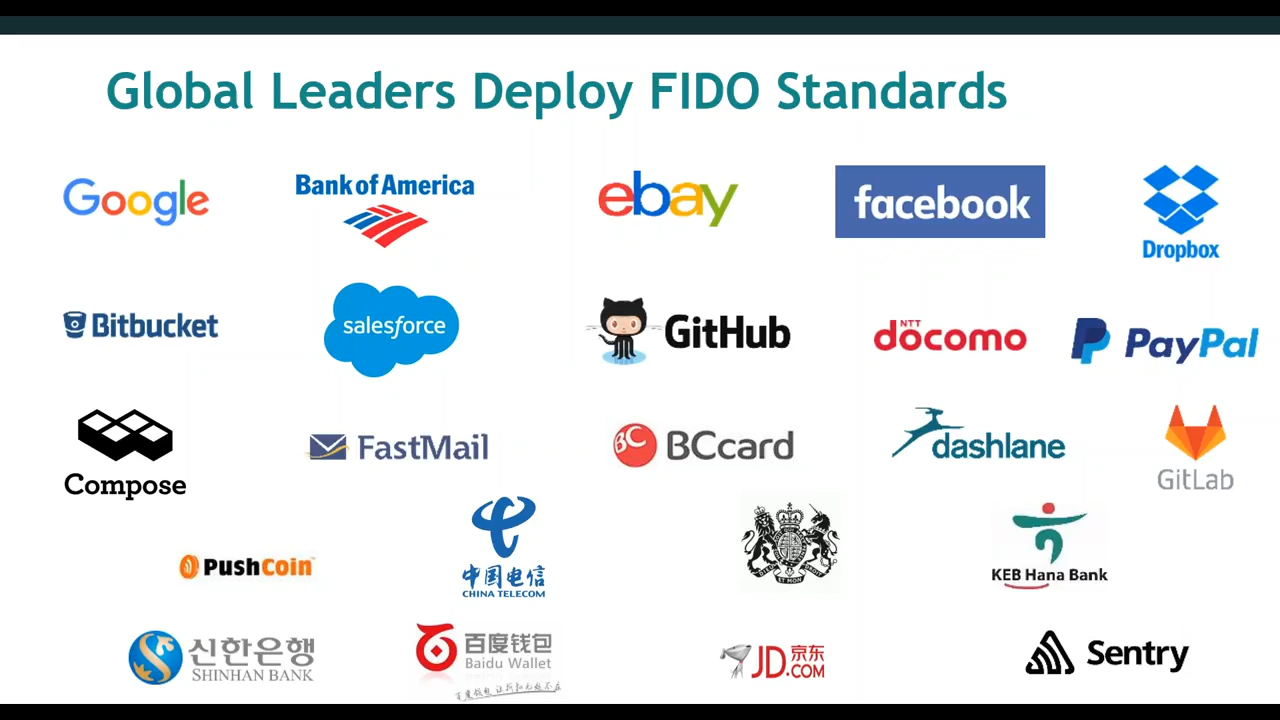 Global Leaders Deploy FIDO Standards
Google
Bank of America
ebay
facebook
Dropbox
Bitbucket
salesforce
GitHub
NTT
docomo
PayPal
Compose
FastMail
BC
BCcard
dashlane
GitLab
PushCoin
中国电信
CHINA TELECOM
KEB Hana Bank
신한은행
SHINHAN BANK
百度钱包
Baidu Wallet
JD 京东
.COM
Sentry